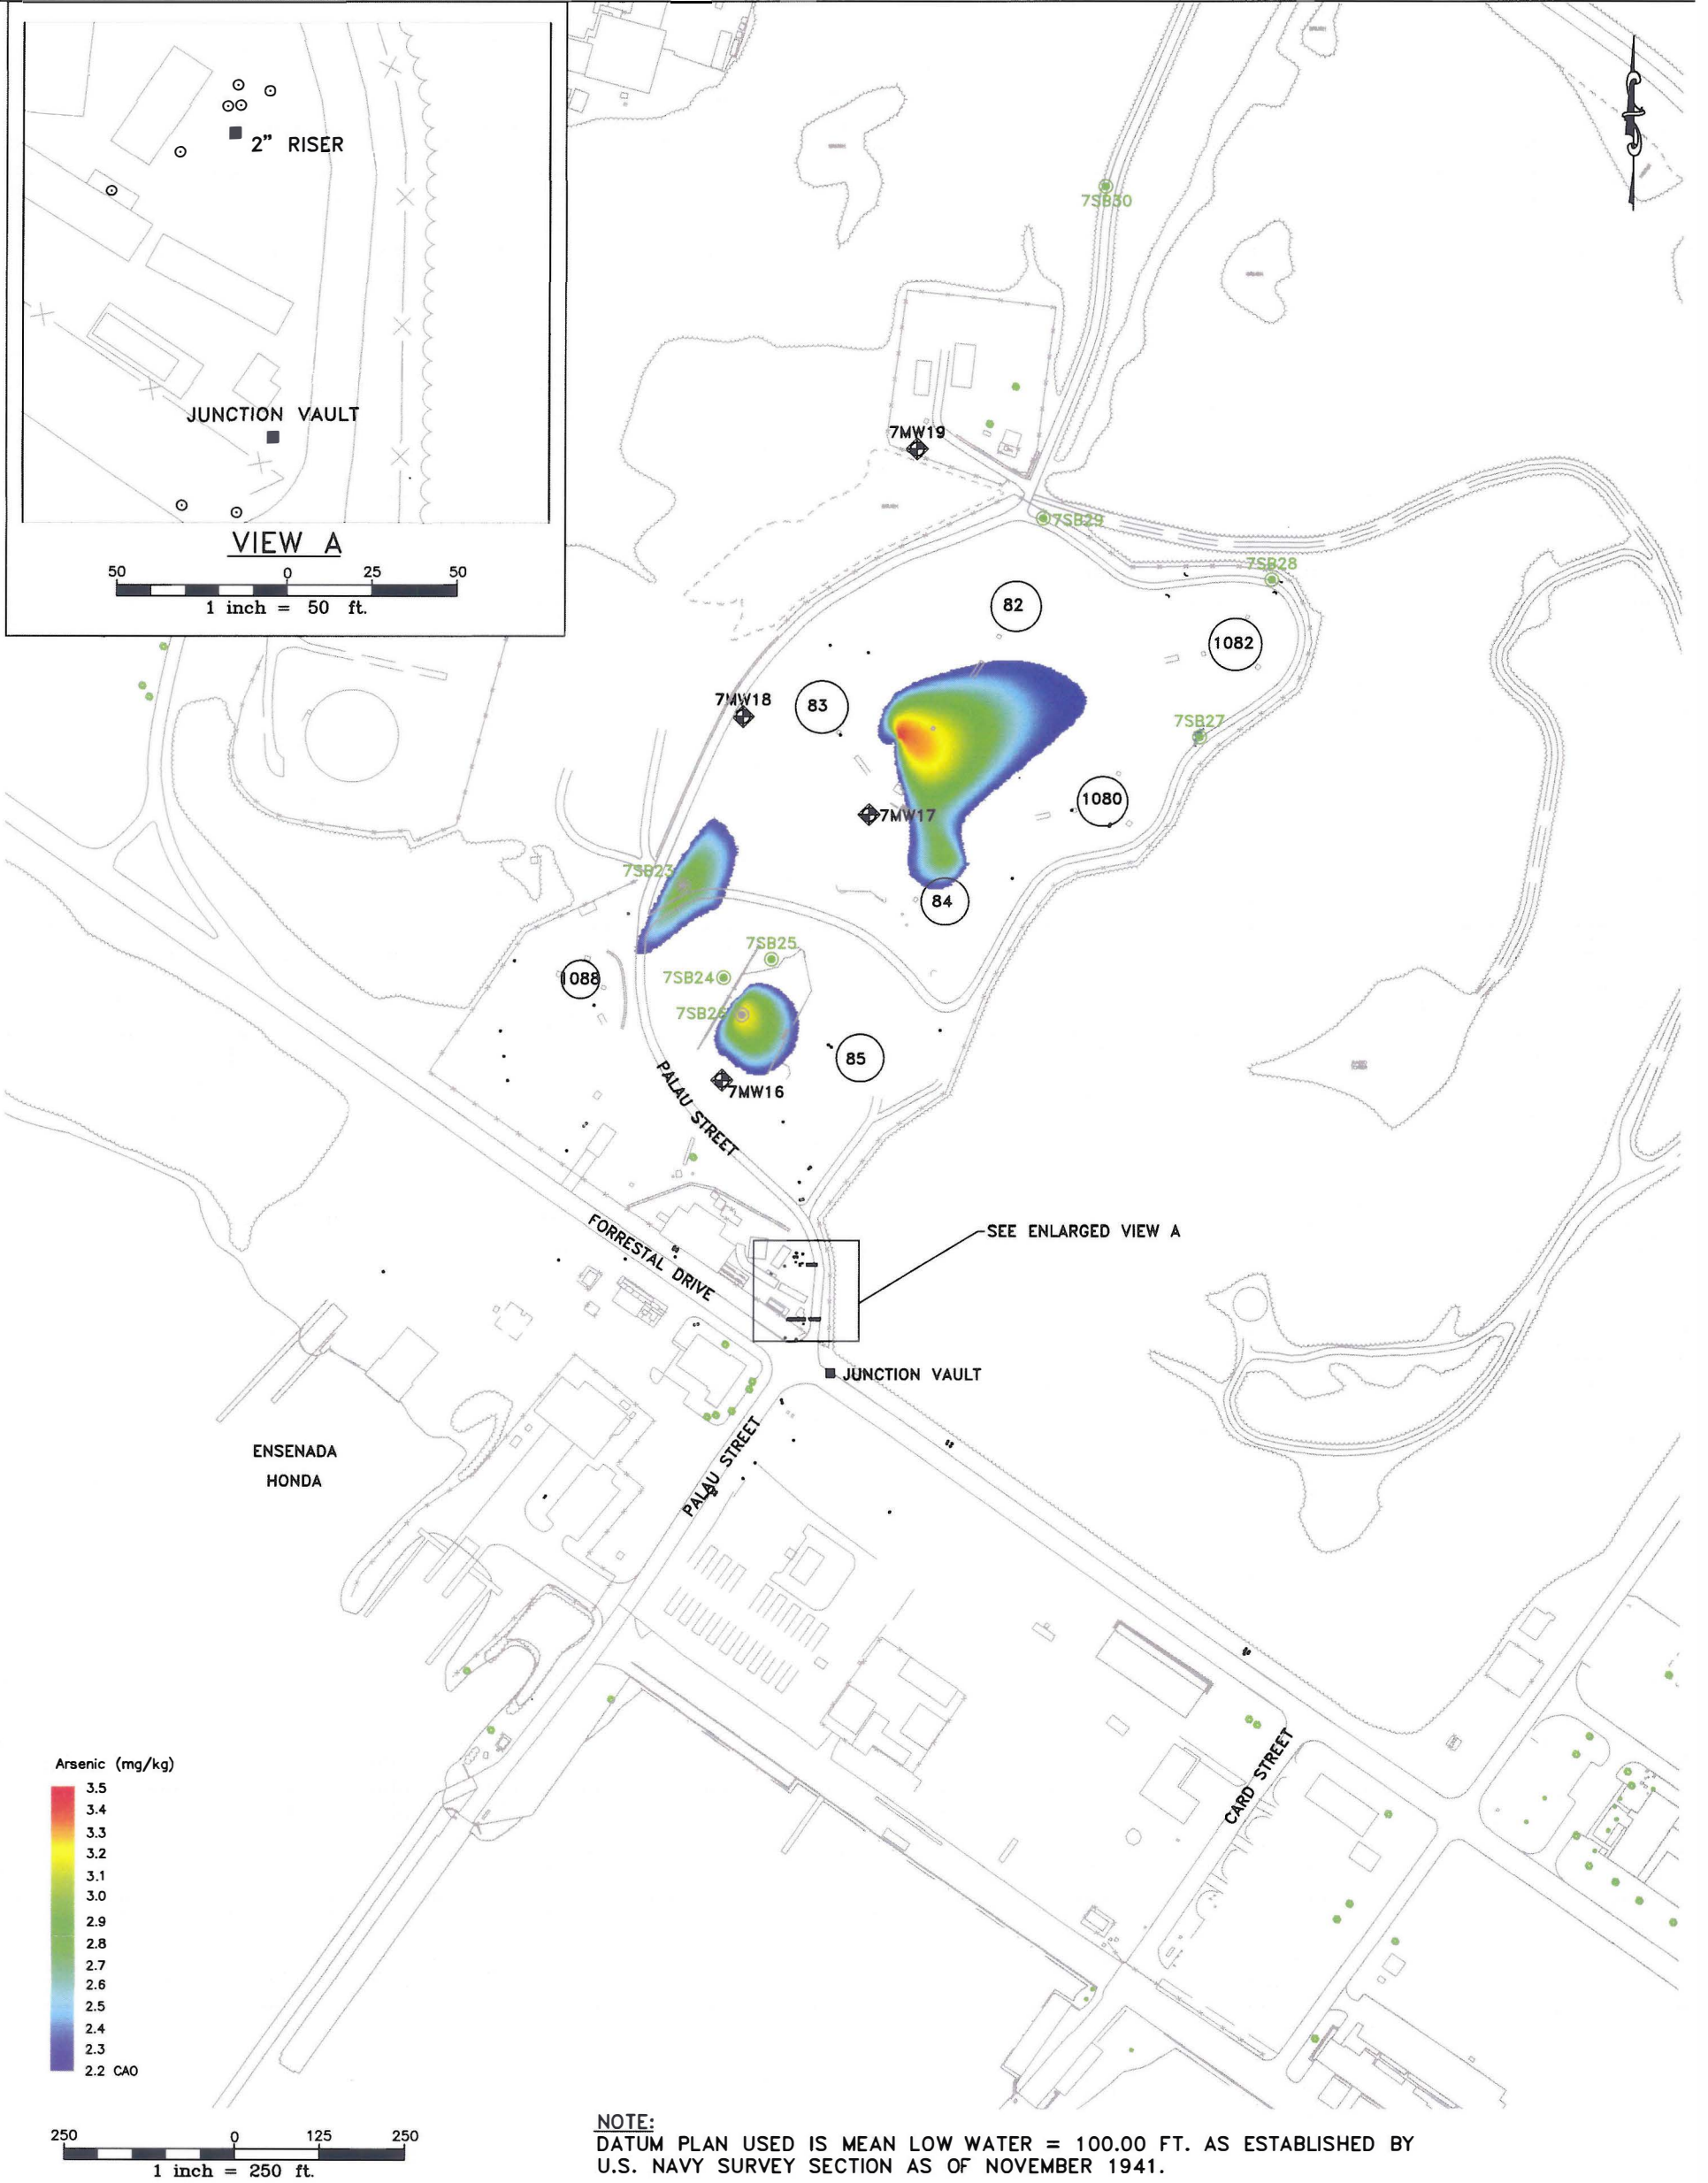 2" RISER
JUNCTION VAULT
VIEW A
50 0 25 50
1 inch = 50 ft.
7SB30
7MW19
7SB29
7SB28
82
1082
7MW18
83
7SB27
1080
7MW17
7SB23
84
7SB25
7SB24
1088
7SB26
85
7MW16
PALAU STREET
SEE ENLARGED VIEW A
FORRESTAL DRIVE
JUNCTION VAULT
ENSENADA
HONDA
PALAU STREET
CARD STREET
Arsenic (mg/kg)
3.5
3.4
3.3
3.2
3.1
3.0
2.9
2.8
2.7
2.6
2.5
2.4
2.3
2.2 CAO
250 0 125 250
1 inch = 250 ft.
NOTE:
DATUM PLAN USED IS MEAN LOW WATER = 100.00 FT. AS ESTABLISHED BY
U.S. NAVY SURVEY SECTION AS OF NOVEMBER 1941.